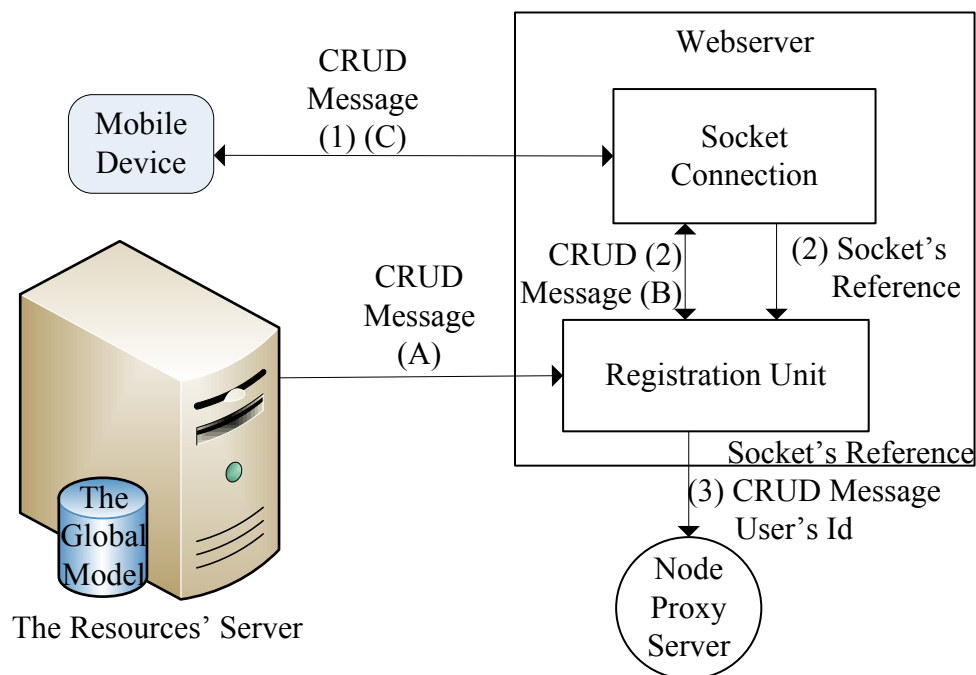 Webserver
CRUD
Message
(1) (C)
Mobile
Device
Socket
Connection
CRUD (2)
Message (B)
(2) Socket's
Reference
CRUD
Message
(A)
Registration Unit
Socket's Reference
(3) CRUD Message
User's Id
The
Global
Model
Node
Proxy
Server
The Resources' Server